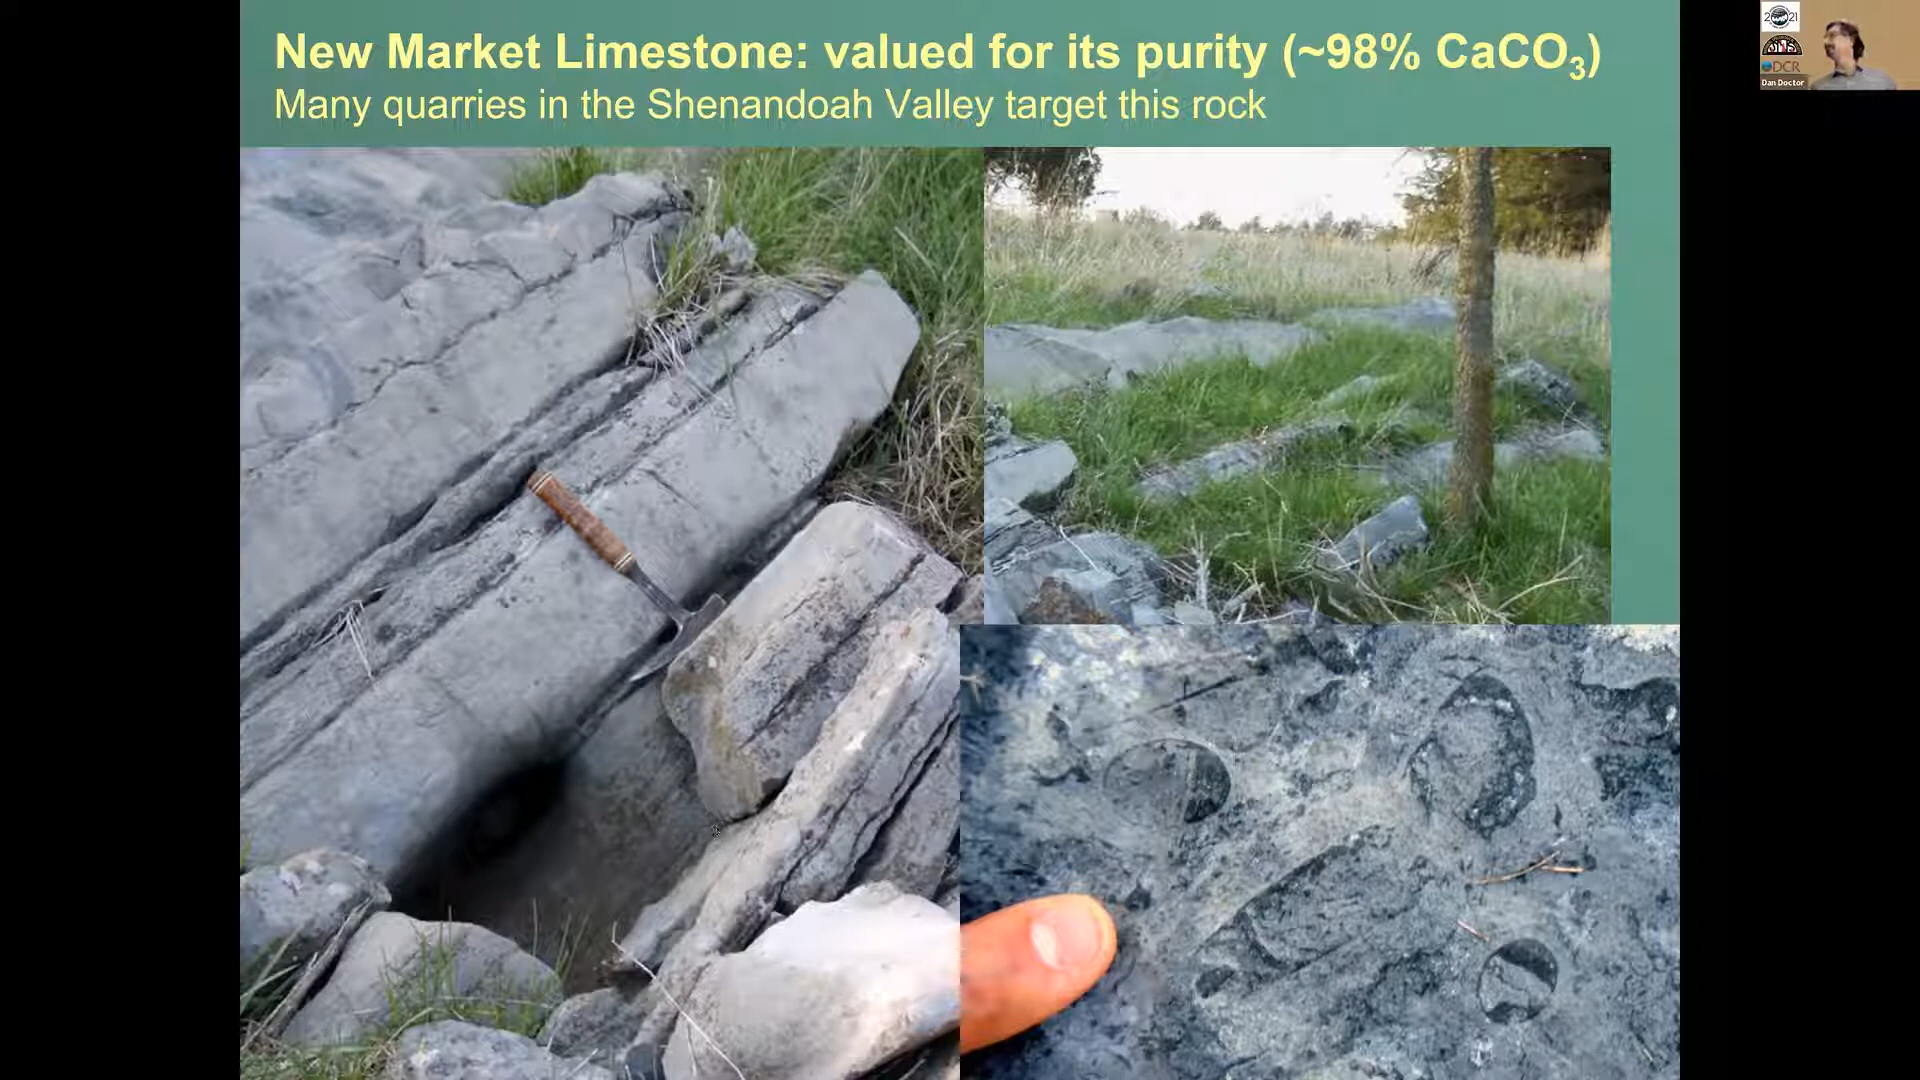 New Market Limestone: valued for its purity (~98% CaCO₃)
Many quarries in the Shenandoah Valley target this rock
2021
DCR
Dan Doctor